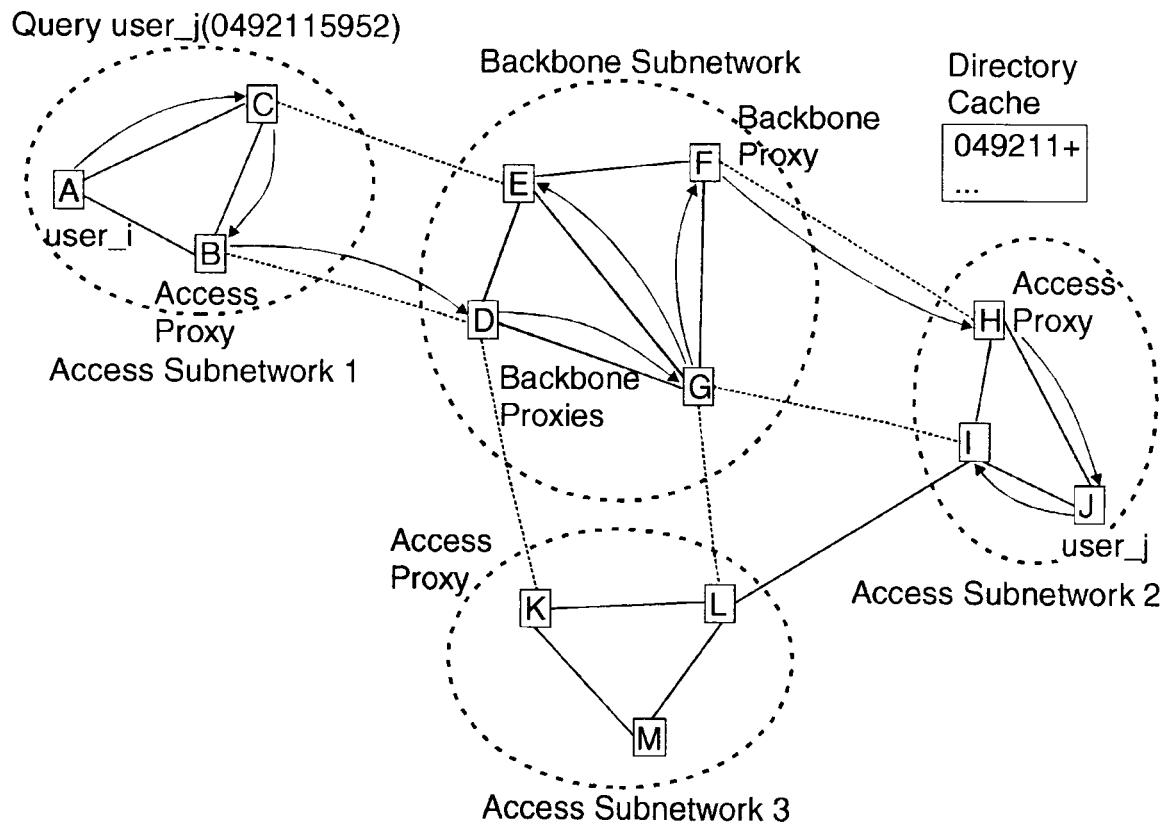 Query user_j(0492115952)
Backbone Subnetwork
Directory
Cache
049211+
...
C
Backbone
Proxy
F
A
E
user_i
B
Access
Proxy
Access Subnetwork 1
D
Access
Proxy
H
Backbone
Proxies
G
I
J
user_j
Access
Proxy
Access Subnetwork 2
K
L
M
Access Subnetwork 3